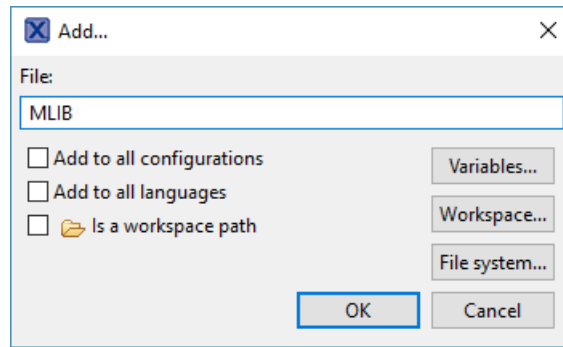 Add...
File:
MLIB
Add to all configurations
Variables...
Add to all languages
Workspace...
Is a workspace path
File system...
OK
Cancel